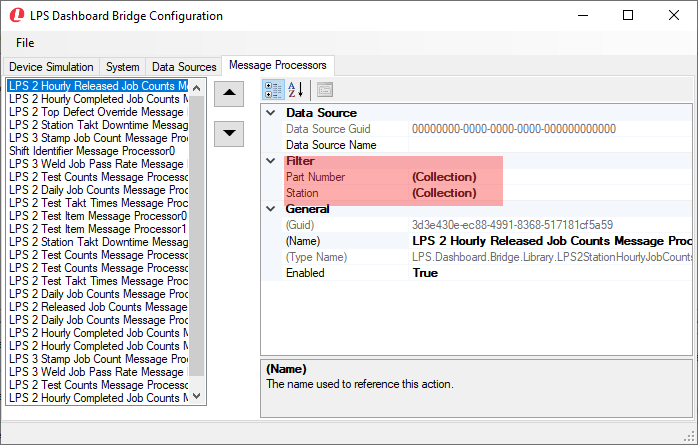 LPS Dashboard Bridge Configuration
File
Device Simulation System Data Sources Message Processors
LPS 2 Hourly Released Job Counts Me
LPS 2 Hourly Completed Job Counts M
LPS 2 Top Defect Override Message
LPS 2 Station Takt Downtime Message
LPS 3 Stamp Job Count Message Proc
Shift Identifier Message Processor0
LPS 3 Weld Job Pass Rate Message
LPS 2 Test Counts Message Processor
LPS 2 Daily Job Counts Message Proc
LPS 2 Test Takt Times Message Proce
LPS 2 Test Item Message Processor0
LPS 2 Test Item Message Processor1
LPS 2 Station Takt Downtime Message
LPS 2 Test Counts Message Processor
LPS 2 Test Counts Message Processor
LPS 2 Test Takt Times Message Proce
LPS 2 Daily Job Counts Message Proc
LPS 2 Released Job Counts Message
LPS 2 Daily Job Counts Message Proc
LPS 2 Hourly Completed Job Counts M
LPS 2 Hourly Completed Job Counts M
LPS 3 Stamp Job Count Message Proc
LPS 3 Weld Job Pass Rate Message
LPS 2 Test Counts Message Processor
LPS 2 Hourly Completed Job Counts M
Data Source
Data Source Guid 00000000-0000-0000-0000-000000000000
Data Source Name
Filter
Part Number (Collection)
Station (Collection)
General
(Guid) 3d3e430e-ec88-4991-8368-517181cf5a59
(Name) LPS 2 Hourly Released Job Counts Message Proc
(Type Name) LPS.Dashboard.Bridge.Library.LPS2StationHourlyJobCounts
Enabled True
(Name)
The name used to reference this action.